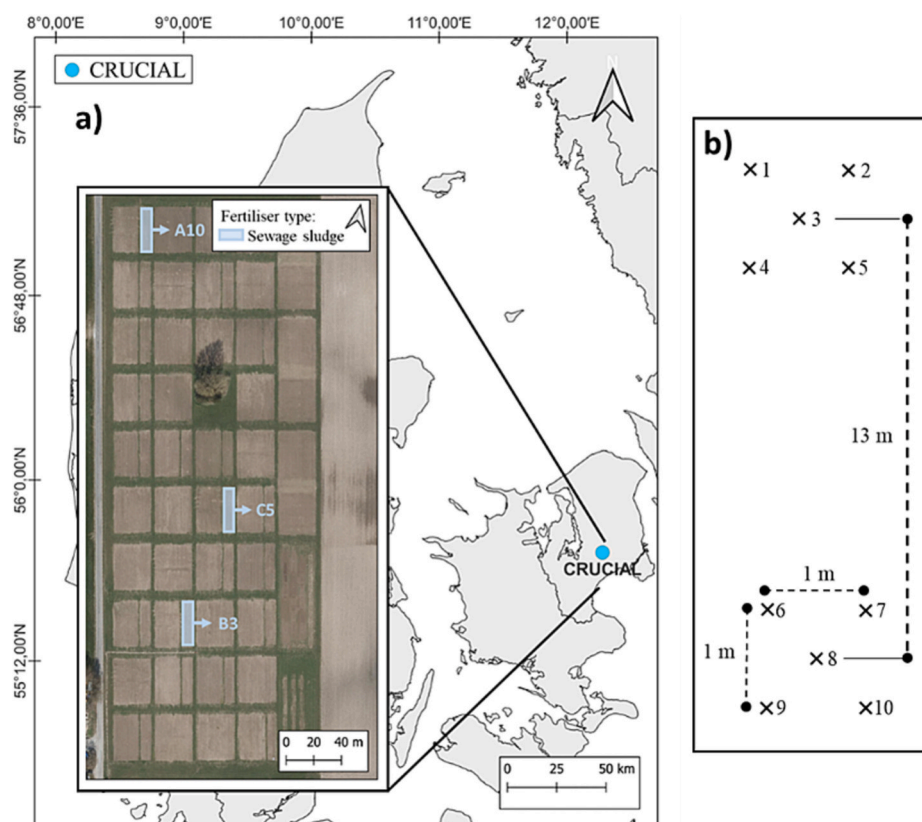 8°0,00'N 9°0,00'N 10°0,00'N 11°0,00'N 12°0,00'N
CRUCIAL
N
a)
57°36,00'N
56°48,00'N
56°0,00'N
55°12,00'N
Fertiliser type:
Sewage sludge
A10
C5
B3
0 20 40 m
CRUCIAL
0 25 50 km
b)
1 2
3
4 5
13 m
1 m
6 7
1 m
8
9 10